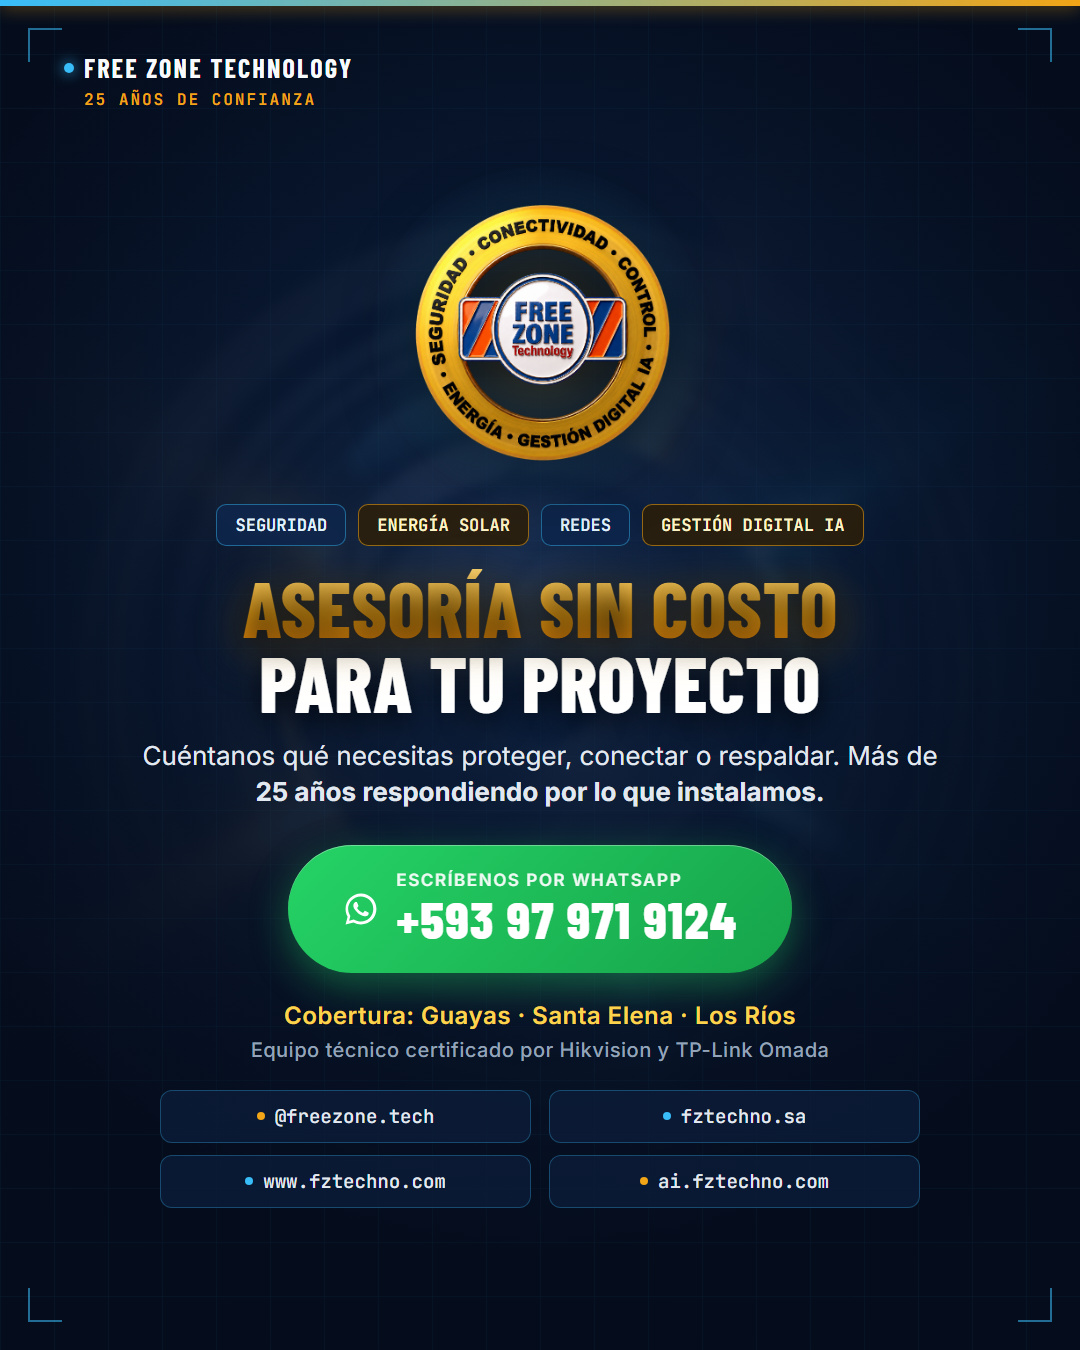 FREE ZONE TECHNOLOGY
25 AÑOS DE CONFIANZA
SEGURIDAD • CONECTIVIDAD • CONTROL • GESTIÓN DIGITAL IA • ENERGÍA •
FREE
ZONE
Technology
SEGURIDAD
ENERGÍA SOLAR
REDES
GESTIÓN DIGITAL IA
ASESORÍA SIN COSTO
PARA TU PROYECTO
Cuéntanos qué necesitas proteger, conectar o respaldar. Más de
25 años respondiendo por lo que instalamos.
ESCRÍBENOS POR WHATSAPP
+593 97 971 9124
Cobertura: Guayas · Santa Elena · Los Ríos
Equipo técnico certificado por Hikvision y TP-Link Omada
@freezone.tech
fztechno.sa
www.fztechno.com
ai.fztechno.com